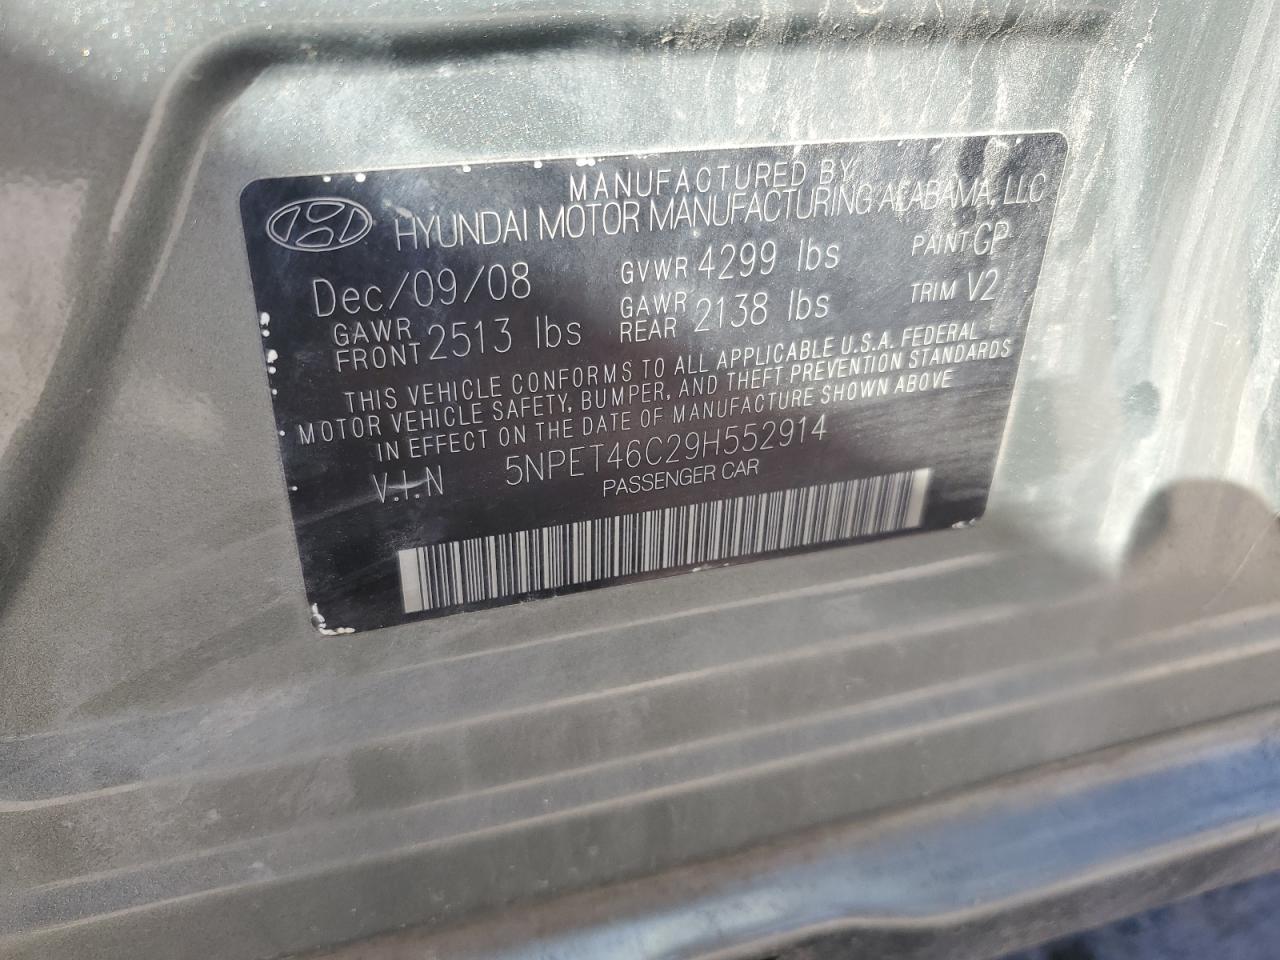 MANUFACTURED BY
HYUNDAI MOTOR MANUFACTURING ALABAMA, LLC
Dec/09/08 GVWR 4299 lbs PAINT GP
GAWR FRONT 2513 lbs GAWR REAR 2138 lbs TRIM V2
THIS VEHICLE CONFORMS TO ALL APPLICABLE U.S.A. FEDERAL
MOTOR VEHICLE SAFETY, BUMPER, AND THEFT PREVENTION STANDARDS
IN EFFECT ON THE DATE OF MANUFACTURE SHOWN ABOVE
V.I.N 5NPET46C29H552914
PASSENGER CAR